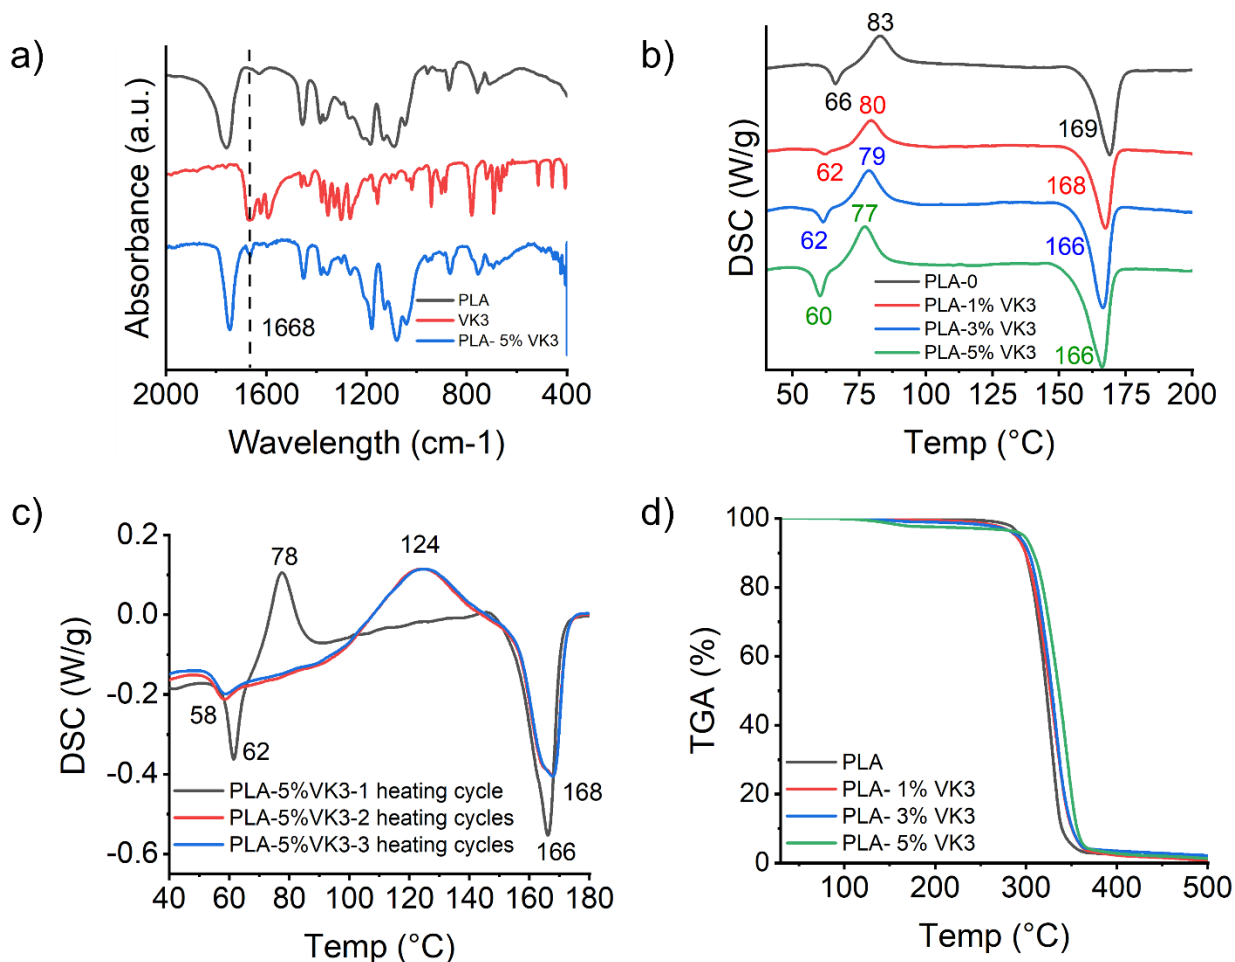 a)
Absorbance (a.u.)
1668
PLA
VK3
PLA- 5% VK3
2000
1600
1200
800
400
Wavelength (cm-1)
b)
DSC (W/g)
83
66
169
80
62
168
79
62
166
77
60
166
PLA-0
PLA-1% VK3
PLA-3% VK3
PLA-5% VK3
50
75
100
125
150
175
200
Temp (°C)
c)
DSC (W/g)
0.2
0.0
-0.2
-0.4
-0.6
78
124
58
62
168
166
PLA-5%VK3-1 heating cycle
PLA-5%VK3-2 heating cycles
PLA-5%VK3-3 heating cycles
40
60
80
100
120
140
160
180
Temp (°C)
d)
TGA (%)
100
80
60
40
20
0
PLA
PLA- 1% VK3
PLA- 3% VK3
PLA- 5% VK3
100
200
300
400
500
Temp (°C)